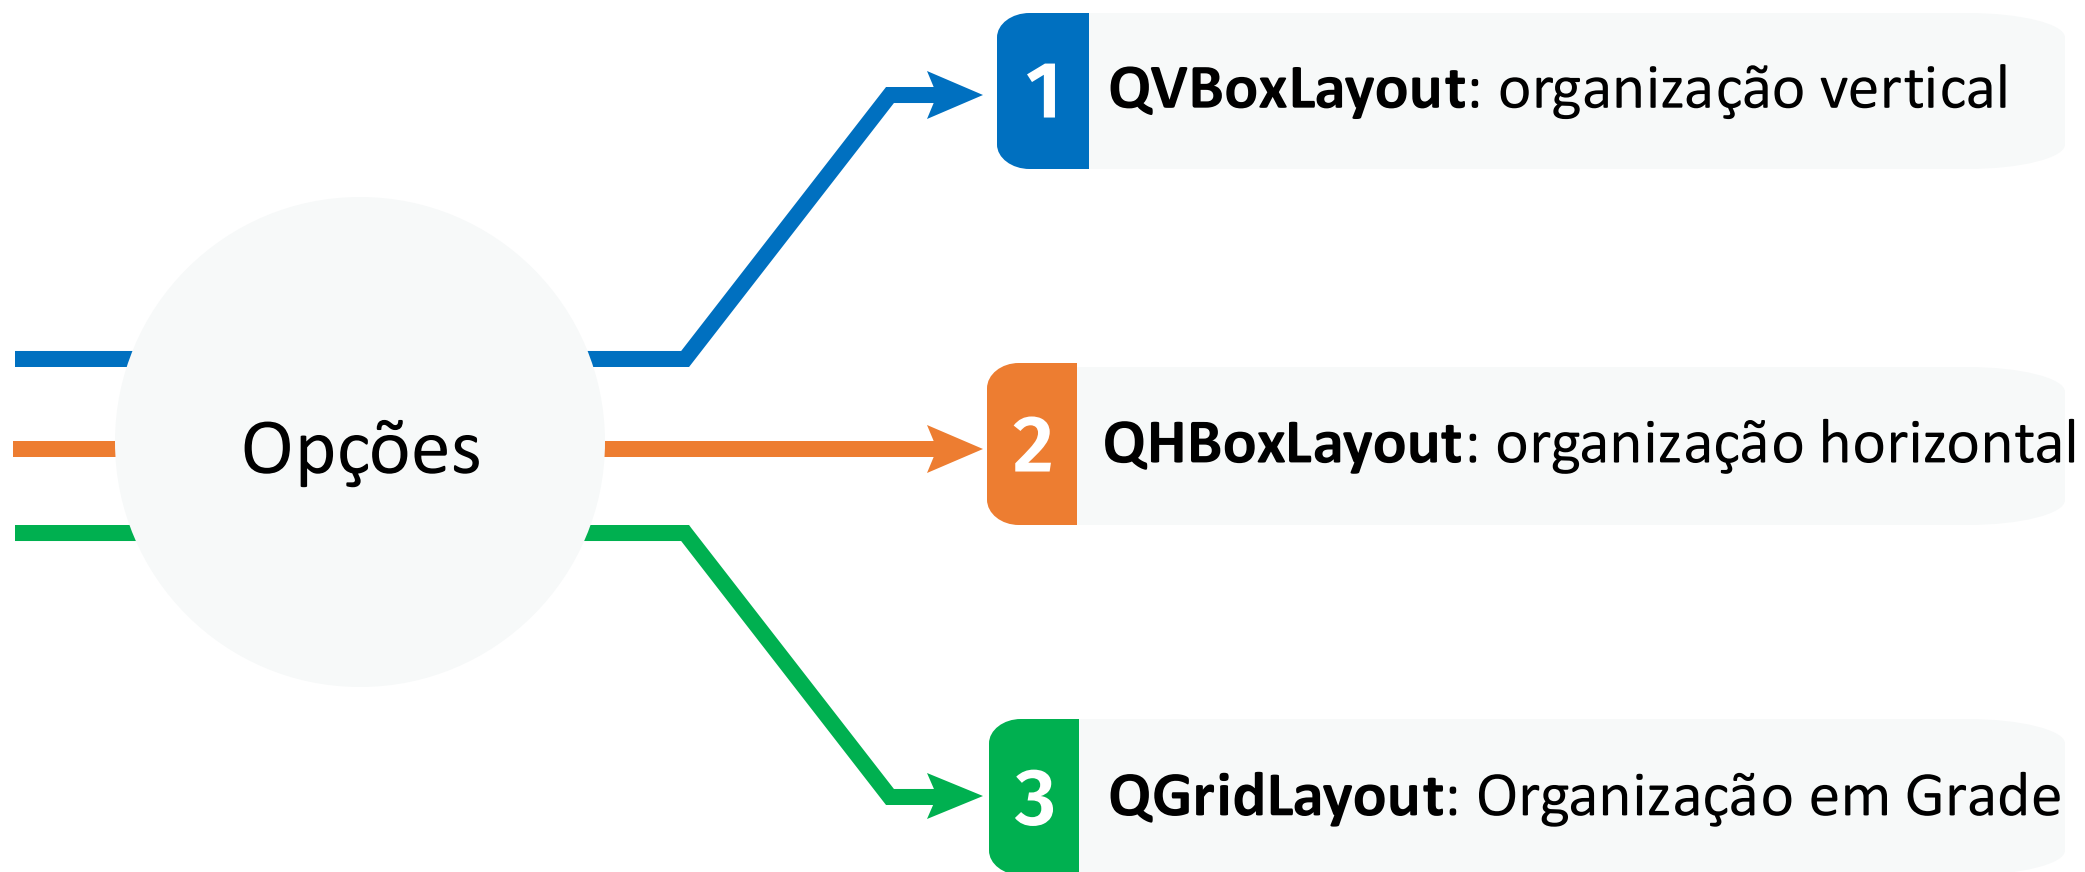 1
QVBoxLayout: organização vertical
Opções
2
QHBoxLayout: organização horizontal
3
QGridLayout: Organização em Grade